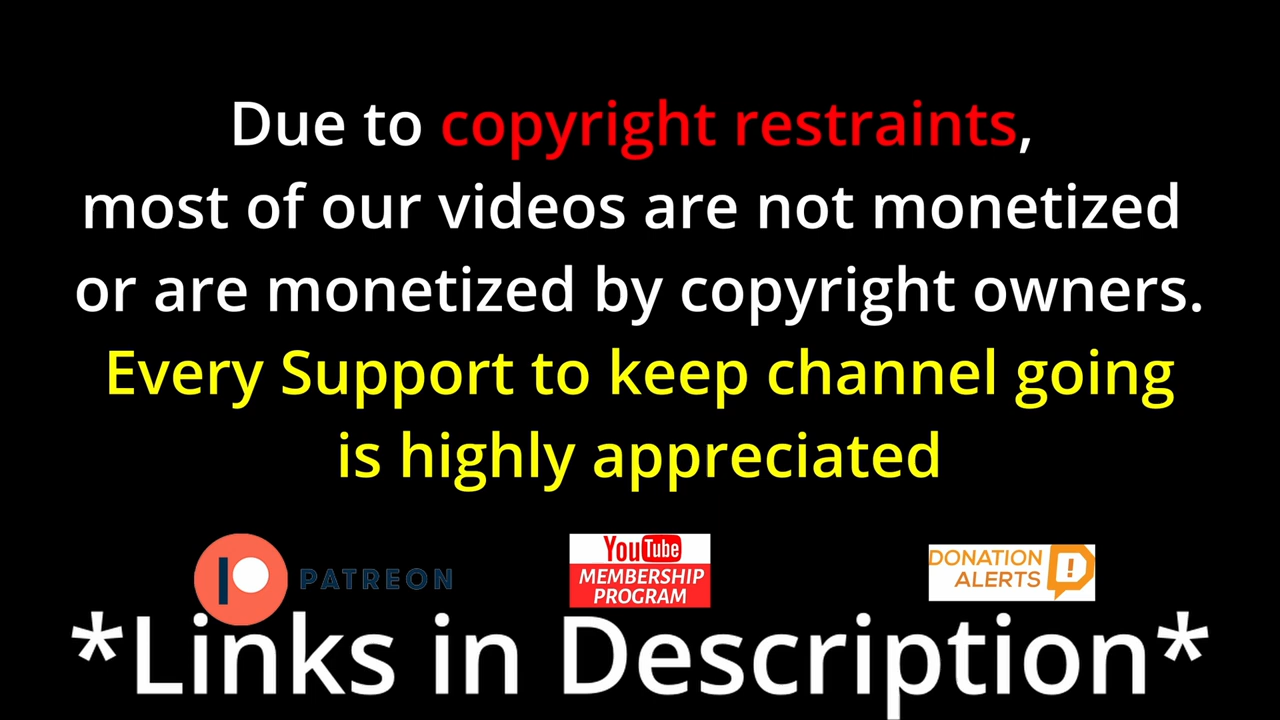 Due to copyright restraints,
most of our videos are not monetized
or are monetized by copyright owners.
Every Support to keep channel going
is highly appreciated
PATREON
YouTube
MEMBERSHIP
PROGRAM
DONATION
ALERTS
*Links in Description*